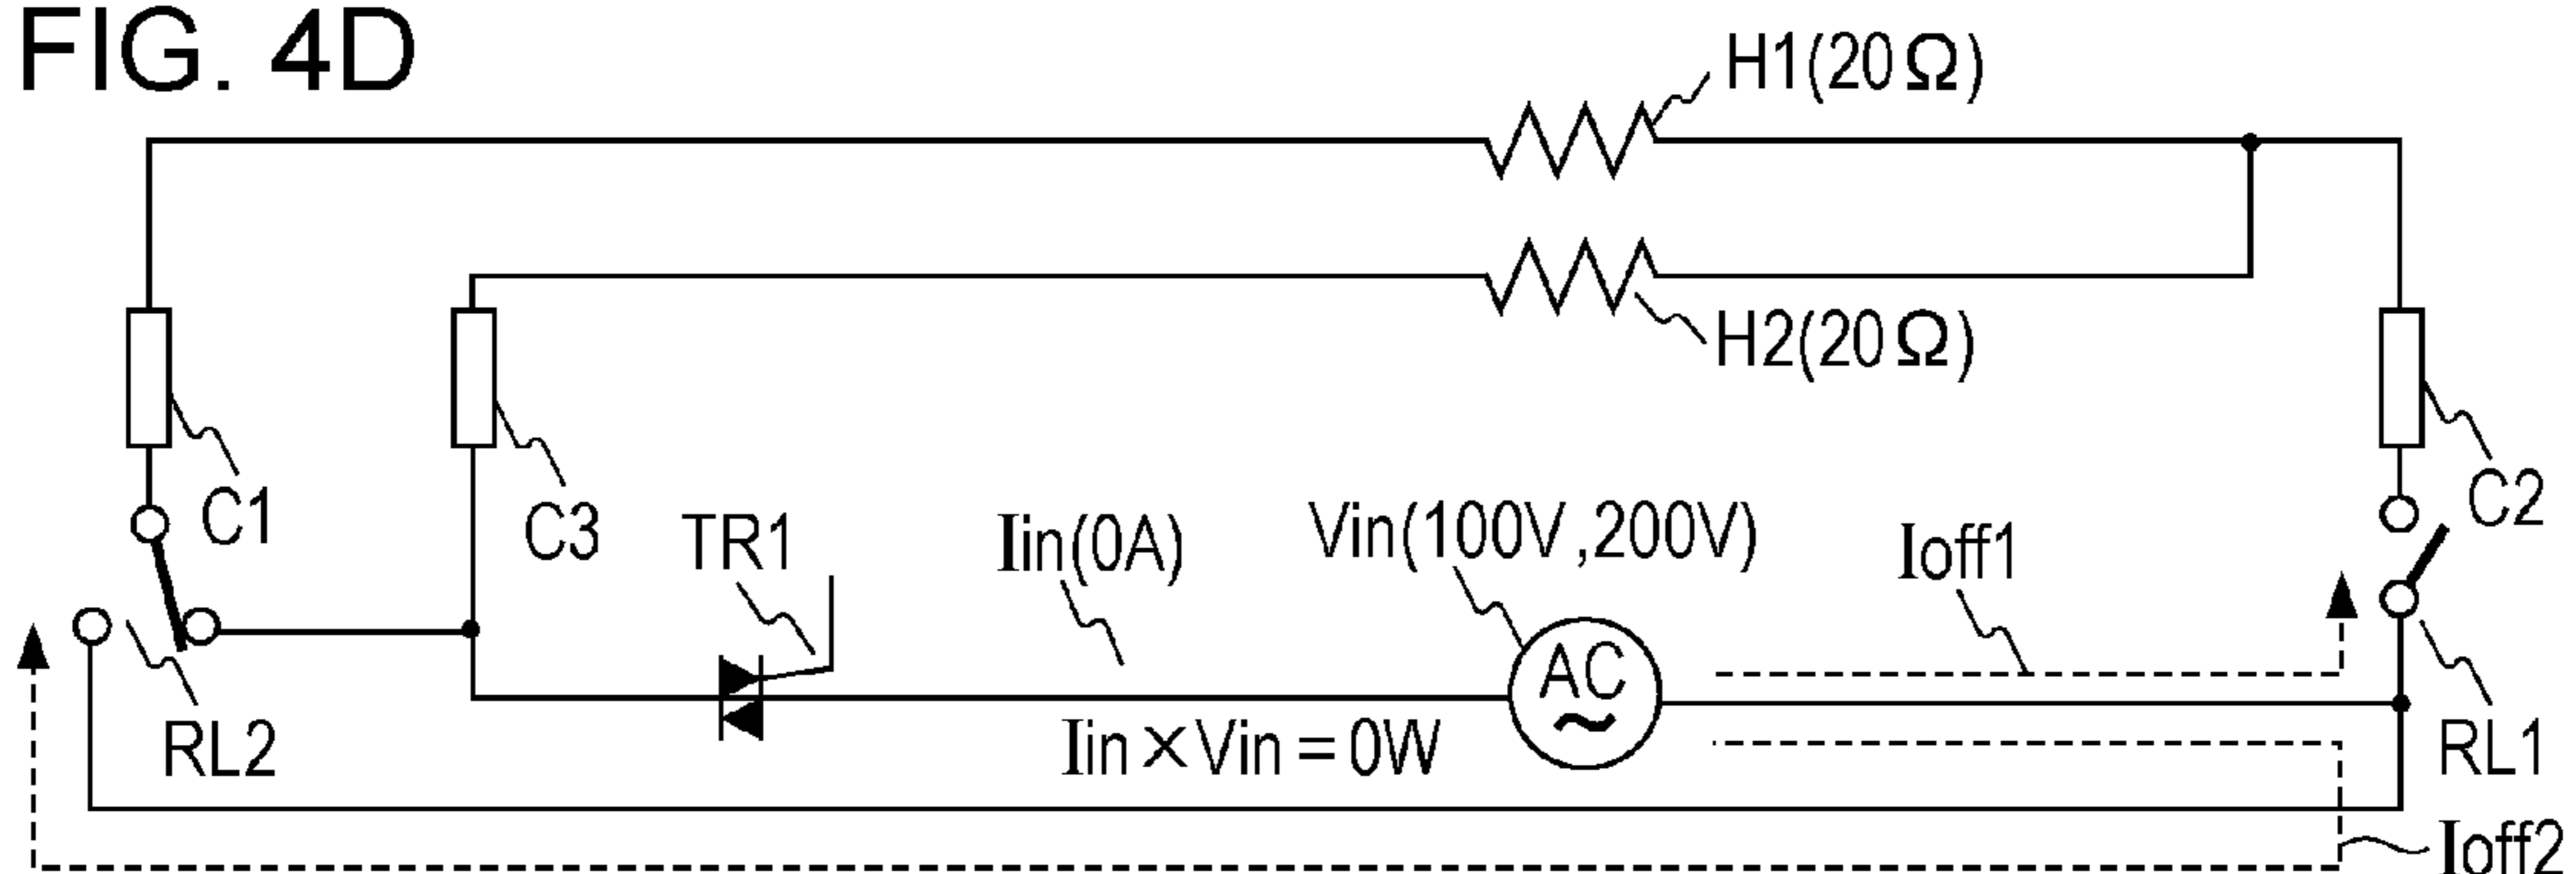 FIG. 4D
H1(20Ω)
H2(20Ω)
C1
C3
TR1
Iin(0A)
Vin(100V,200V)
Ioff1
C2
AC
~
RL2
Iin×Vin=0W
RL1
Ioff2